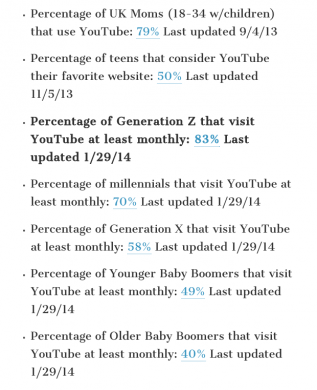 • Percentage of UK Moms (18-34 w/children)
that use YouTube: 79% Last updated 9/4/13
• Percentage of teens that consider YouTube
their favorite website: 50% Last updated
11/5/13
• Percentage of Generation Z that visit
YouTube at least monthly: 83% Last
updated 1/29/14
• Percentage of millennials that visit YouTube at
least monthly: 70% Last updated 1/29/14
• Percentage of Generation X that visit YouTube
at least monthly: 58% Last updated 1/29/14
• Percentage of Younger Baby Boomers that visit
YouTube at least monthly: 49% Last updated
1/29/14
• Percentage of Older Baby Boomers that visit
YouTube at least monthly: 40% Last updated
1/29/14